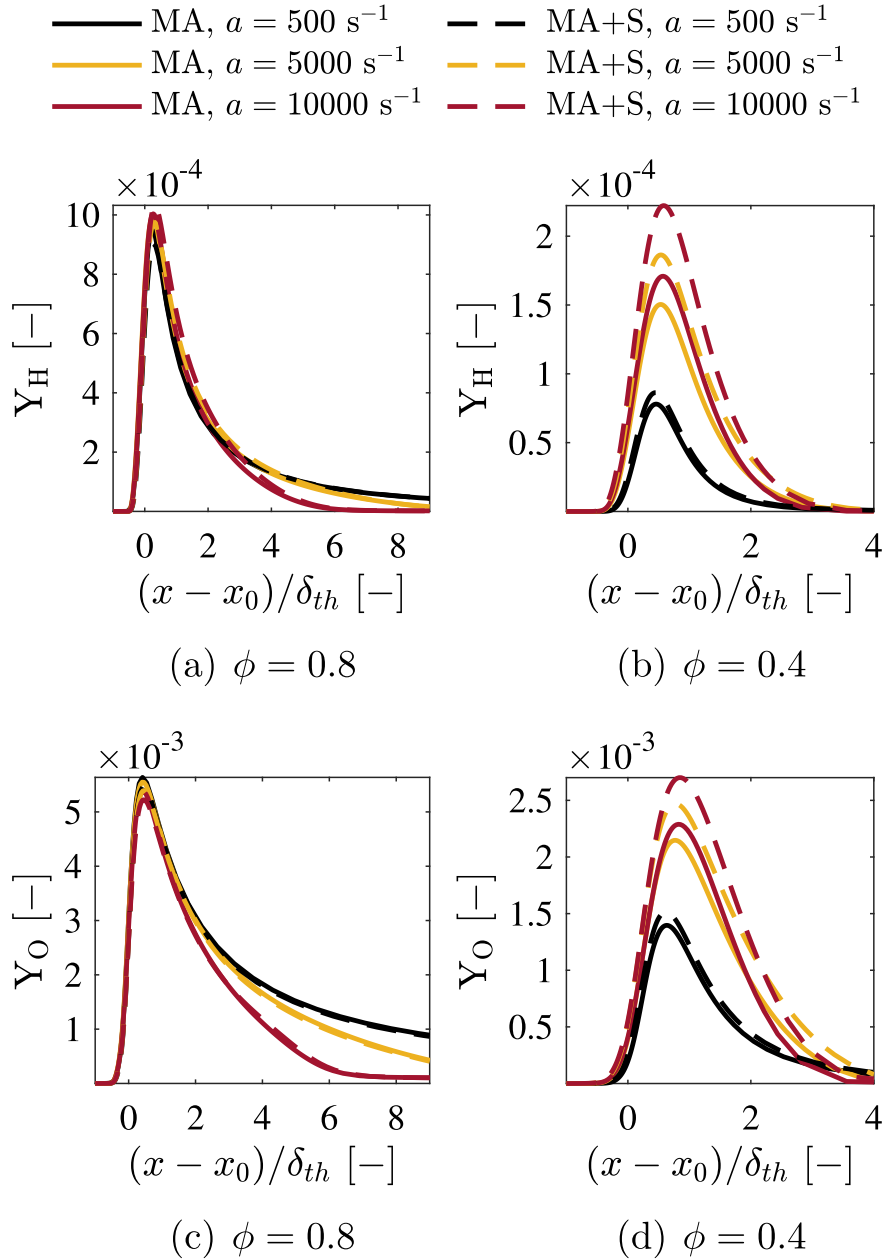 MA, a = 500 s⁻¹ MA+S, a = 500 s⁻¹
MA, a = 5000 s⁻¹ MA+S, a = 5000 s⁻¹
MA, a = 10000 s⁻¹ MA+S, a = 10000 s⁻¹
×10⁻⁴ ×10⁻⁴
Y_H [−]
10
8
6
4
2
0 2 4 6 8
(x − x₀)/δ_th [−]
(a) ϕ = 0.8
Y_H [−]
2
1.5
1
0.5
0 2 4
(x − x₀)/δ_th [−]
(b) ϕ = 0.4
×10⁻³ ×10⁻³
Y_O [−]
5
4
3
2
1
0 2 4 6 8
(x − x₀)/δ_th [−]
(c) ϕ = 0.8
Y_O [−]
2.5
2
1.5
1
0.5
0 2 4
(x − x₀)/δ_th [−]
(d) ϕ = 0.4